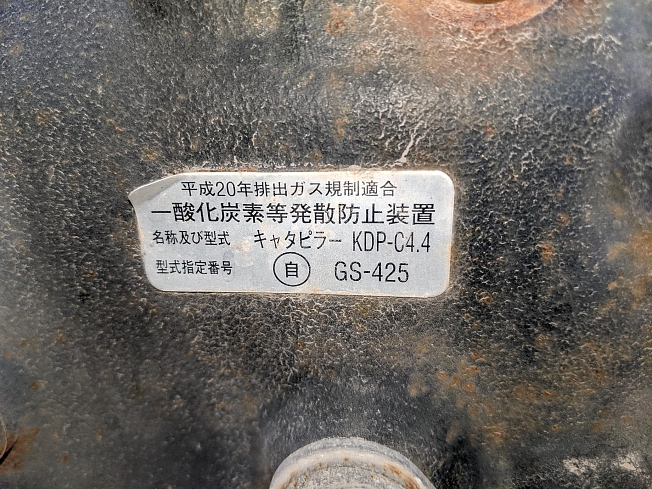 平成20年排出ガス規制適合
一酸化炭素等発散防止装置
名称及び型式 キャタピラー KDP-C4.4
型式指定番号 自 GS-425